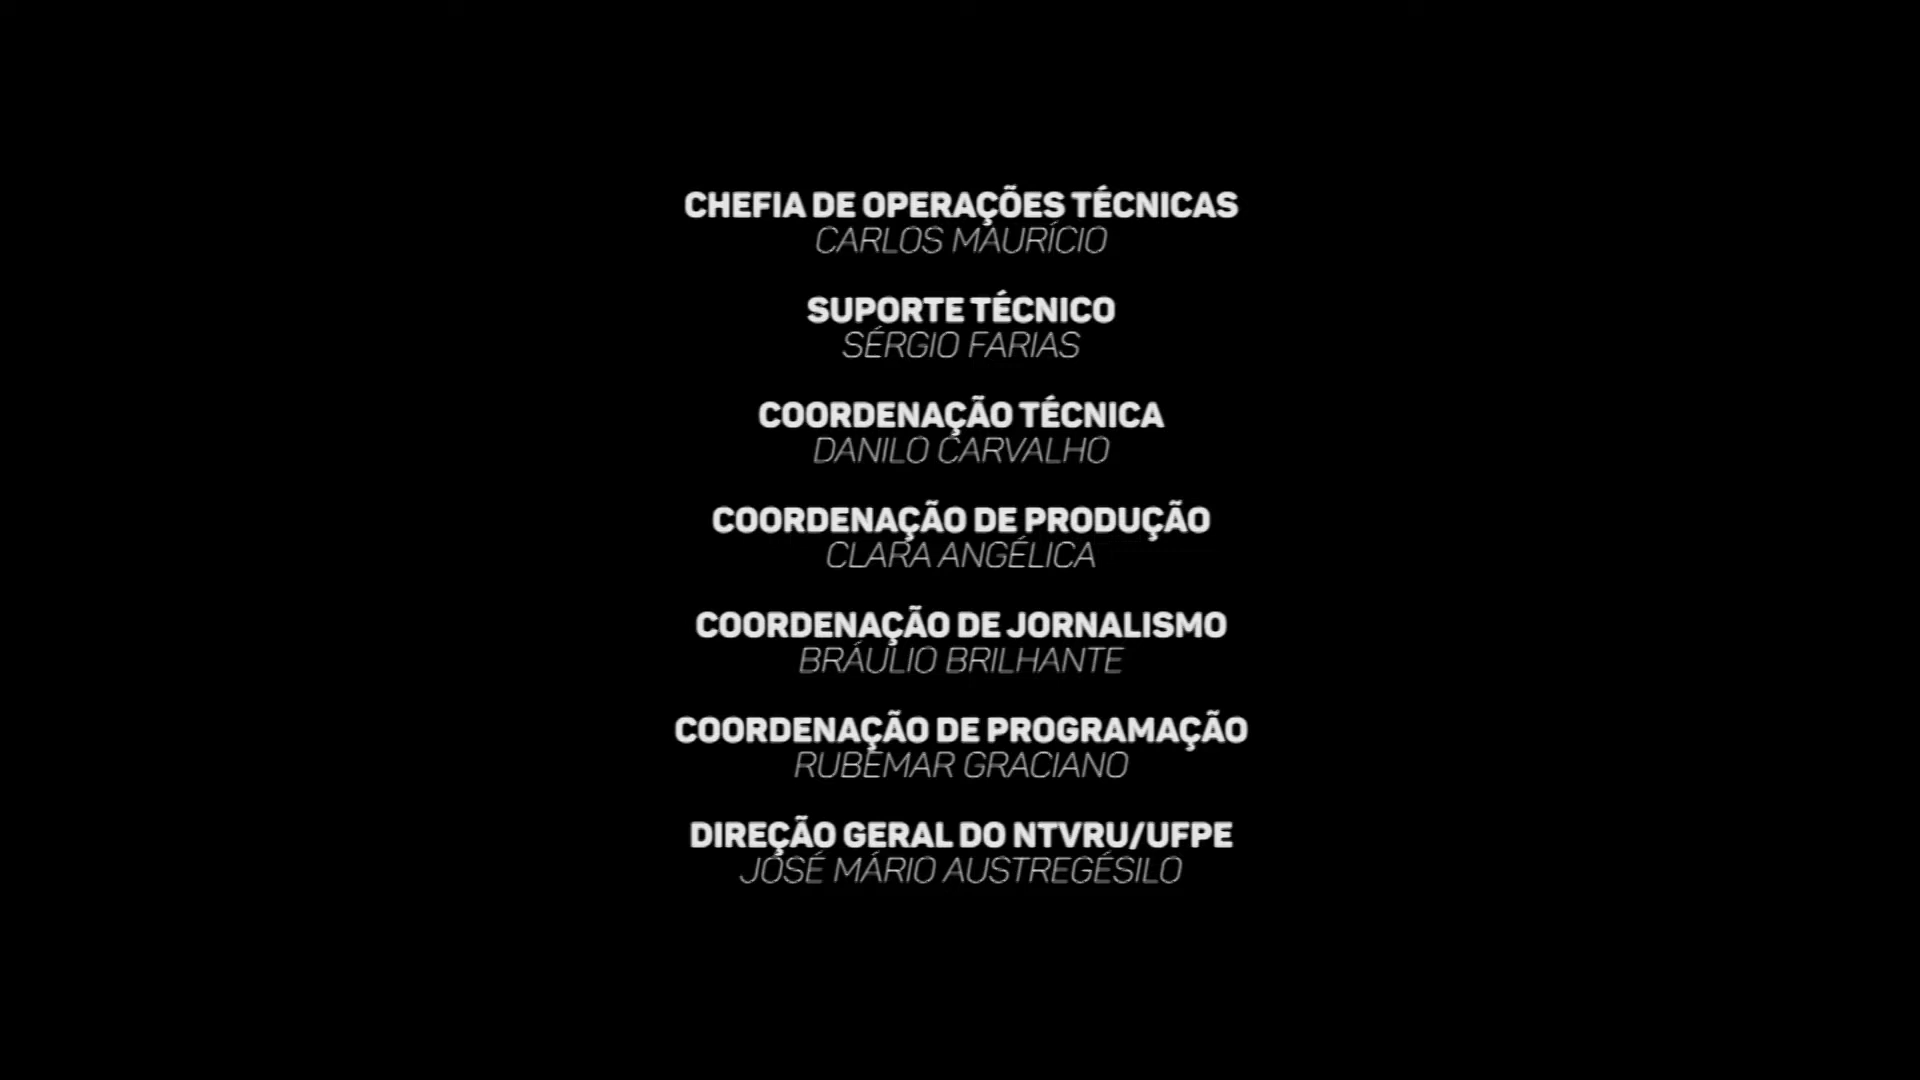 CHEFIA DE OPERAÇÕES TÉCNICAS
CARLOS MAURÍCIO
SUPORTE TÉCNICO
SÉRGIO FARIAS
COORDENAÇÃO TÉCNICA
DANILO CARVALHO
COORDENAÇÃO DE PRODUÇÃO
CLARA ANGÉLICA
COORDENAÇÃO DE JORNALISMO
BRÁULIO BRILHANTE
COORDENAÇÃO DE PROGRAMAÇÃO
RUBEMAR GRACIANO
DIREÇÃO GERAL DO NTVRU/UFPE
JOSÉ MÁRIO AUSTREGÉSILO